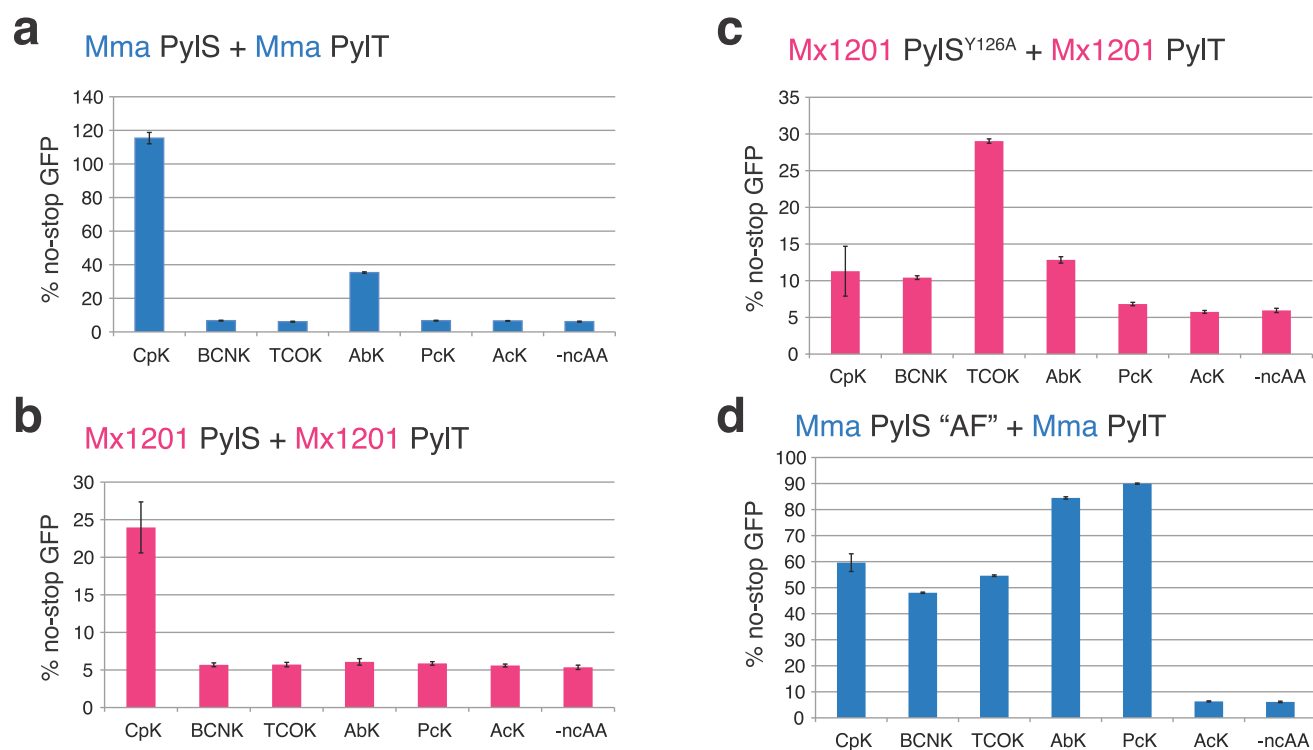 a
Mma PylS + Mma PylT
% no-stop GFP
140
120
100
80
60
40
20
0
CpK BCNK TCOK AbK PcK AcK -ncAA
b
Mx1201 PylS + Mx1201 PylT
% no-stop GFP
30
25
20
15
10
5
0
CpK BCNK TCOK AbK PcK AcK -ncAA
c
Mx1201 PylSY126A + Mx1201 PylT
% no-stop GFP
35
30
25
20
15
10
5
0
CpK BCNK TCOK AbK PcK AcK -ncAA
d
Mma PylS “AF” + Mma PylT
% no-stop GFP
100
90
80
70
60
50
40
30
20
10
0
CpK BCNK TCOK AbK PcK AcK -ncAA